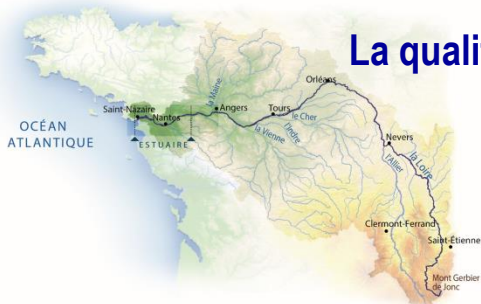 La qualit
Orléans
la Maine
Saint-Nazaire
Nantes
Angers
Tours
le Cher
l'Indre
la Vienne
OCÉAN
ATLANTIQUE
ESTUAIRE
Nevers
l'Allier
la Loire
Clermont-Ferrand
Saint-Étienne
Mont Gerbier
de Jonc